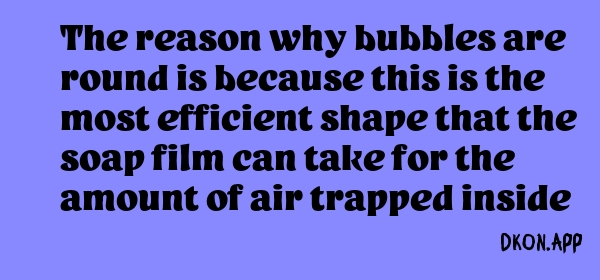 The reason why bubbles are
round is because this is the
most efficient shape that the
soap film can take for the
amount of air trapped inside
DKON.APP